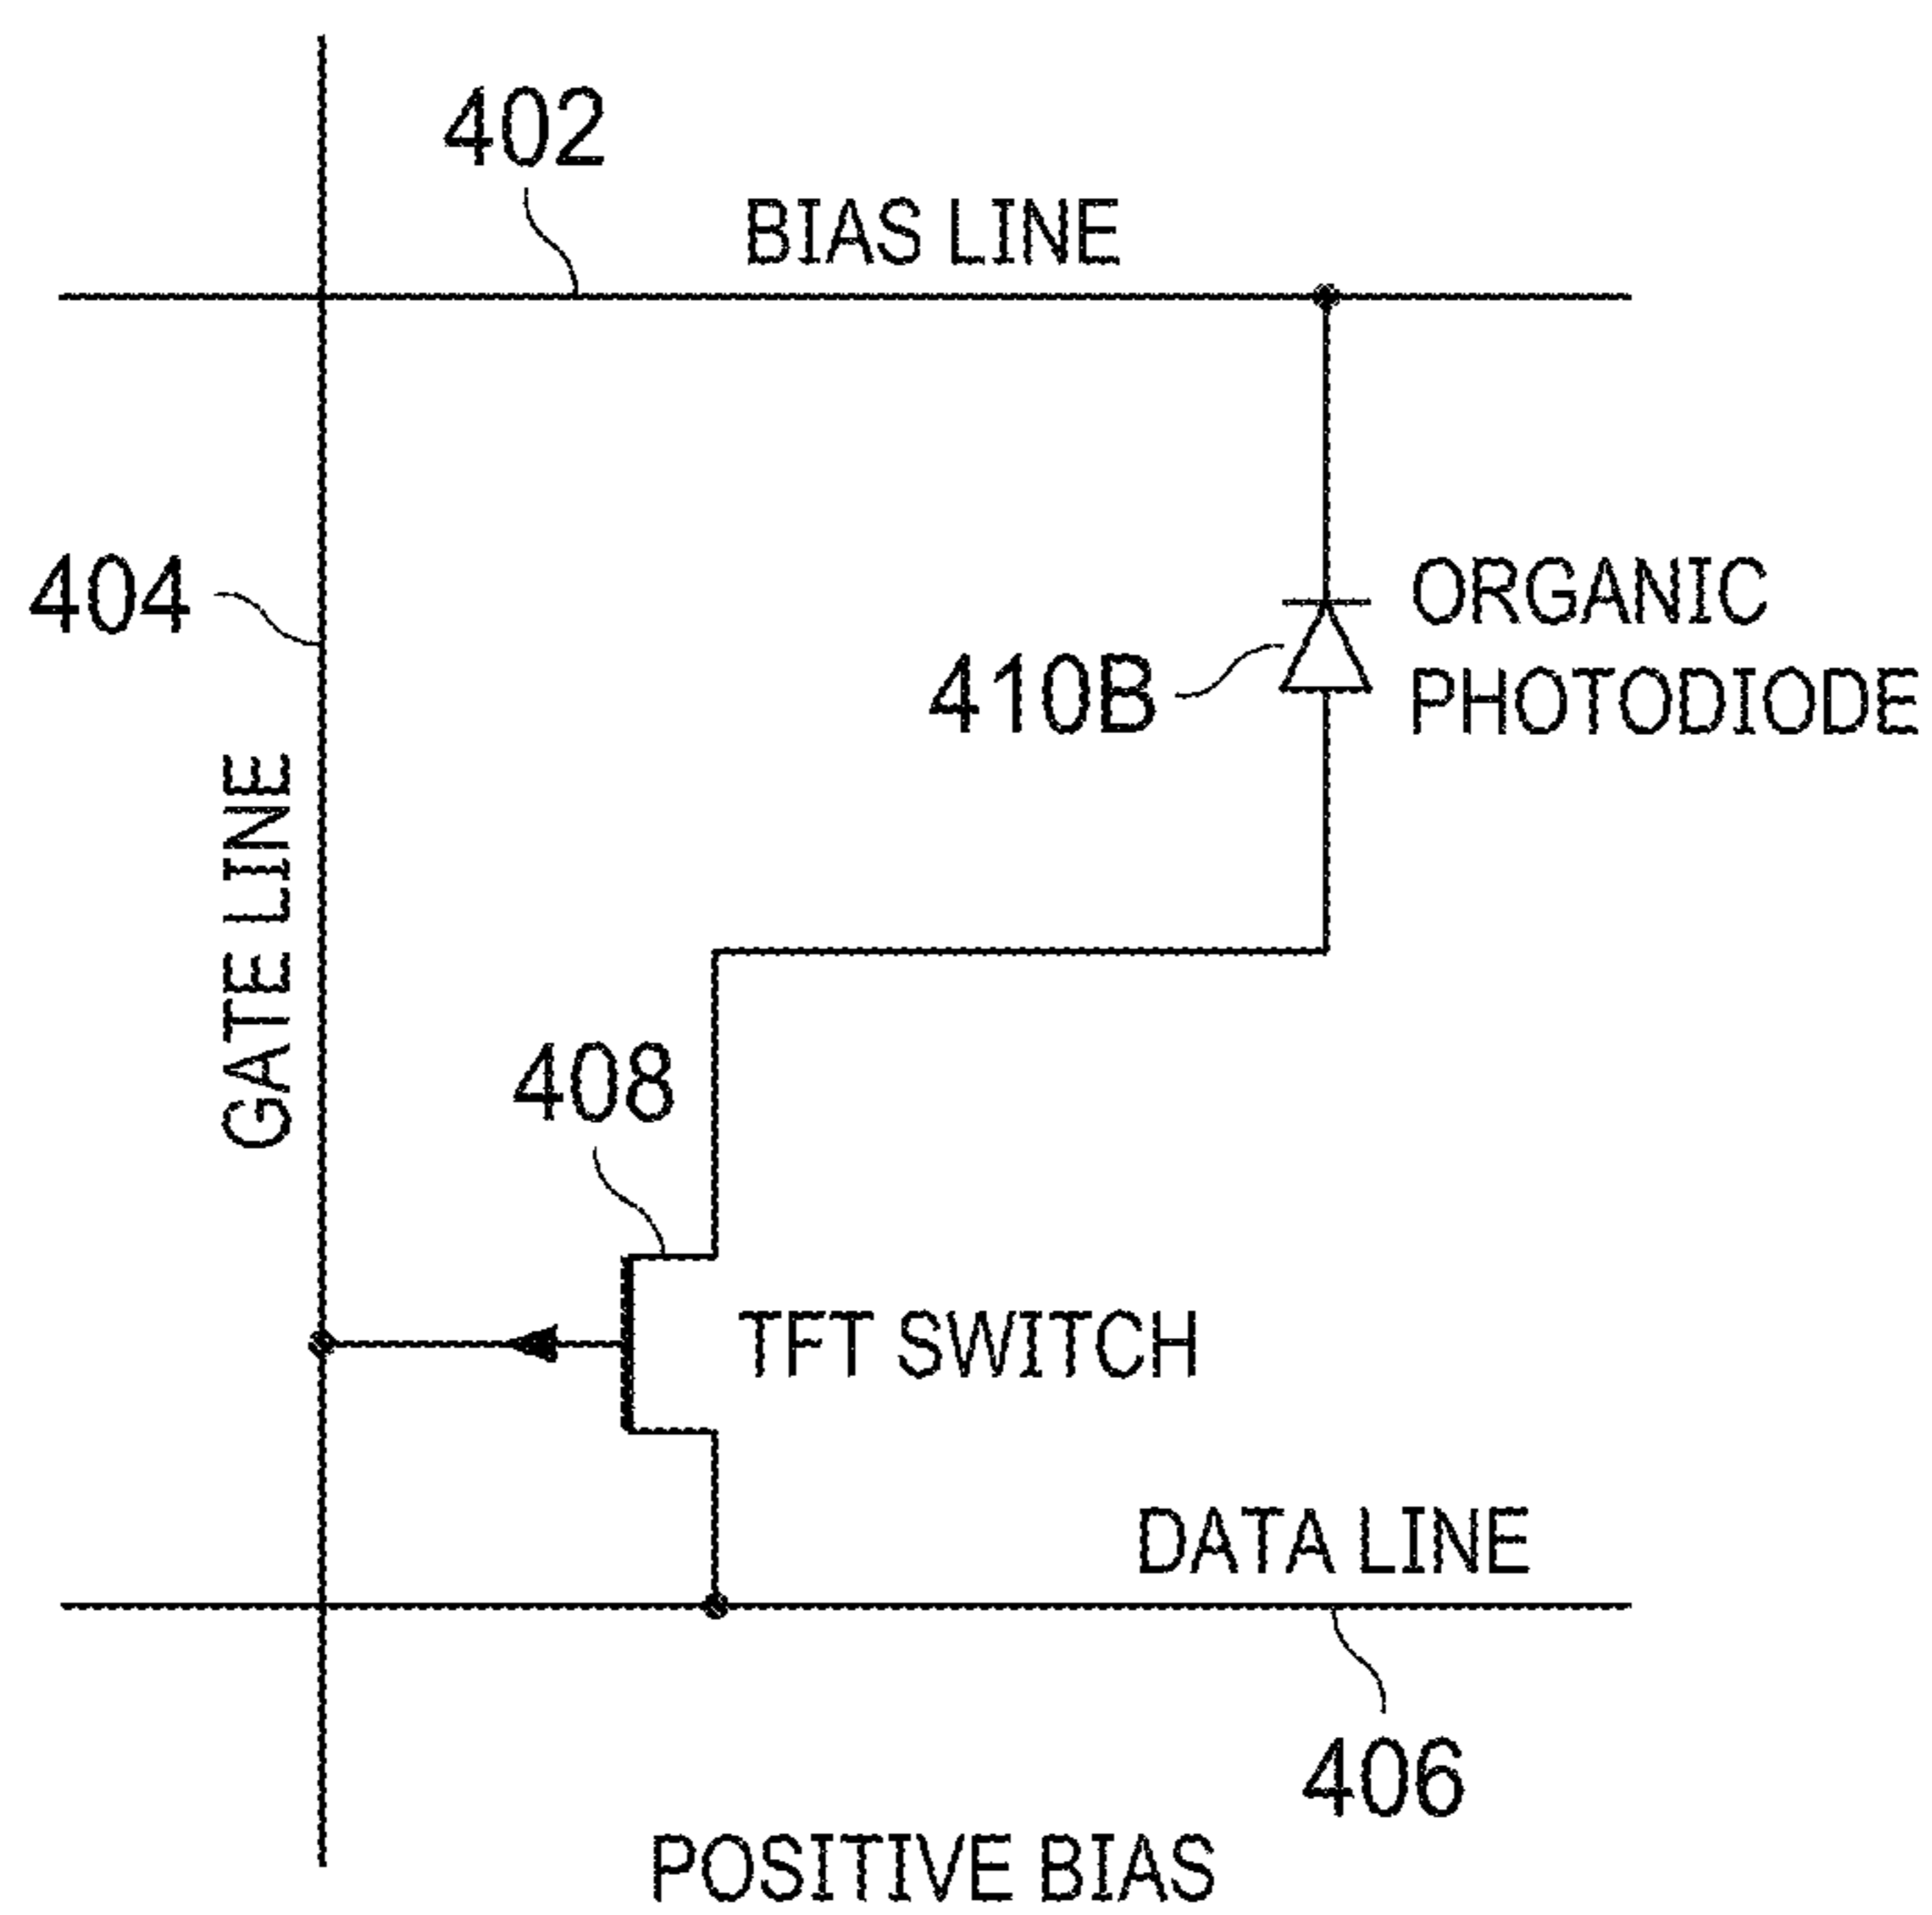 402
BIAS LINE
404
ORGANIC
PHOTODIODE
410B
GATE LINE
408
TFT SWITCH
DATA LINE
406
POSITIVE BIAS